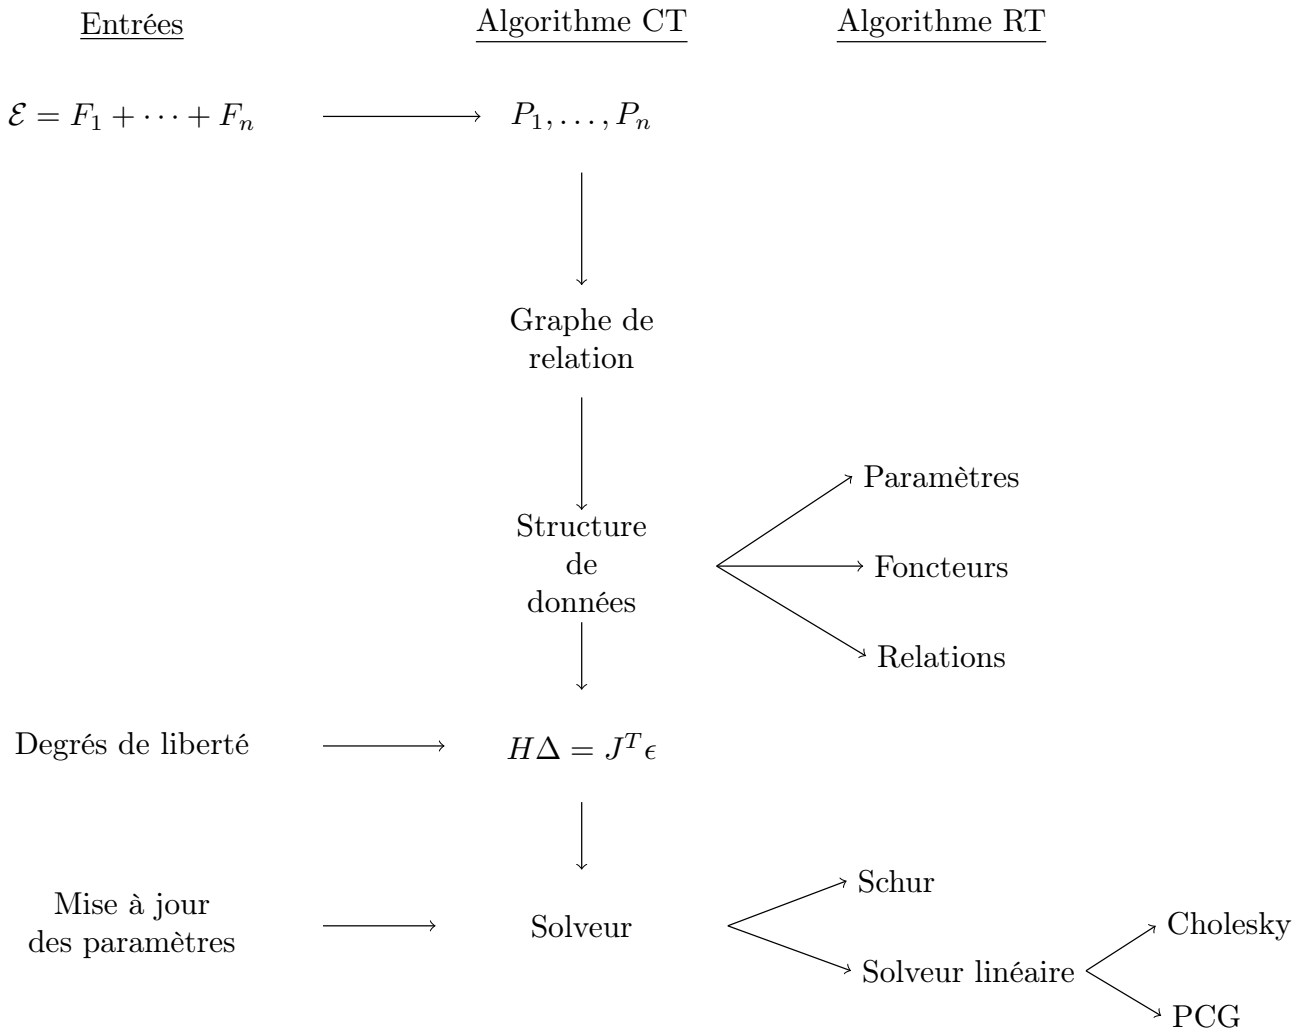 Entrées
Algorithme CT
Algorithme RT
ℰ = F₁ + ⋯ + Fₙ
P₁, …, Pₙ
Graphe de
relation
Structure
de
données
Paramètres
Foncteurs
Relations
Degrés de liberté
HΔ = Jᵀϵ
Mise à jour
des paramètres
Solveur
Schur
Solveur linéaire
Cholesky
PCG